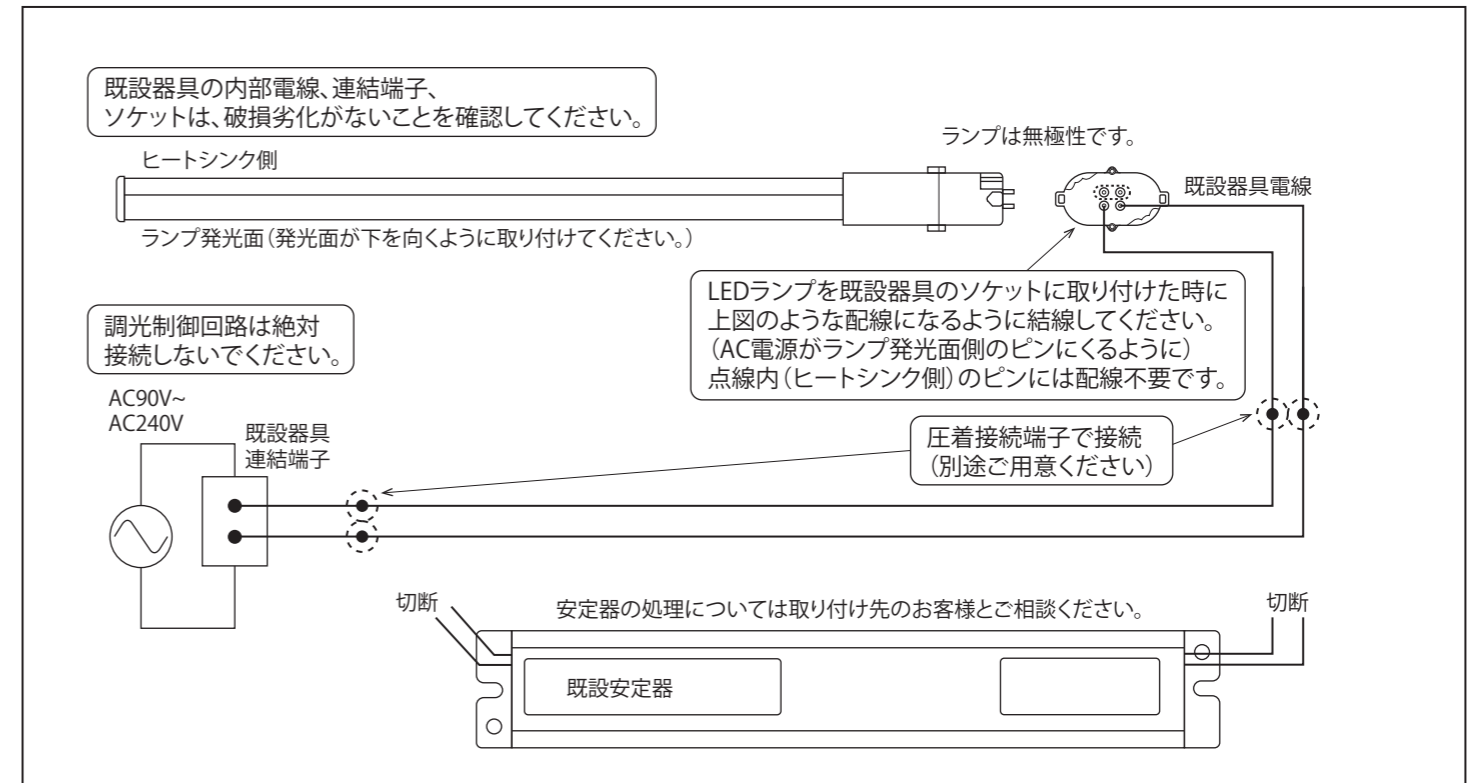 既設器具の内部電線、連結端子、
ソケットは、破損劣化がないことを確認してください。
ヒートシンク側
ランプは無極性です。
既設器具電線
ランプ発光面（発光面が下を向くように取り付けてください。）
LEDランプを既設器具のソケットに取り付けた時に
上図のような配線になるように結線してください。
（AC電源がランプ発光面側のピンにくるように）
点線内（ヒートシンク側）のピンには配線不要です。
調光制御回路は絶対
接続しないでください。
AC90V~
AC240V
既設器具
連結端子
圧着接続端子で接続
（別途ご用意ください）
切断
安定器の処理については取り付け先のお客様とご相談ください。
切断
既設安定器